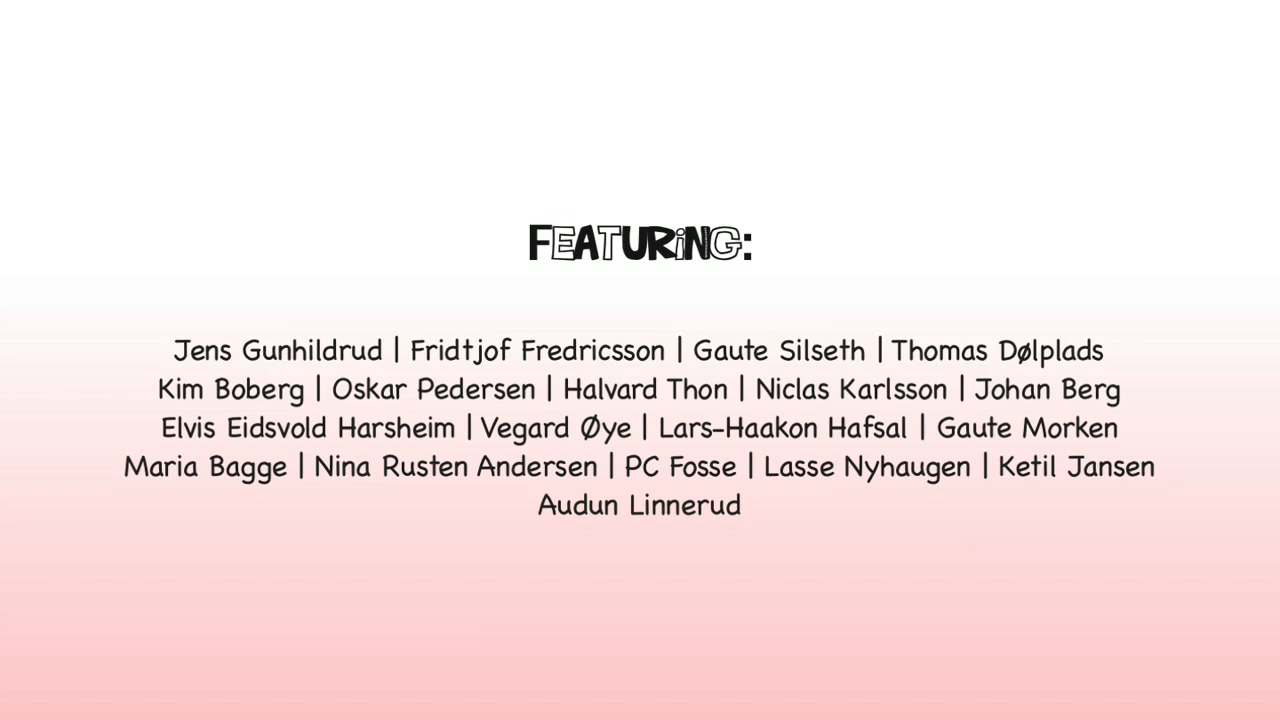 FEATURiNG:
Jens Gunhildrud | Fridtjof Fredricsson | Gaute Silseth | Thomas Dølplads
Kim Boberg | Oskar Pedersen | Halvard Thon | Niclas Karlsson | Johan Berg
Elvis Eidsvold Harsheim | Vegard Øye | Lars-Haakon Hafsal | Gaute Morken
Maria Bagge | Nina Rusten Andersen | PC Fosse | Lasse Nyhaugen | Ketil Jansen
Audun Linnerud